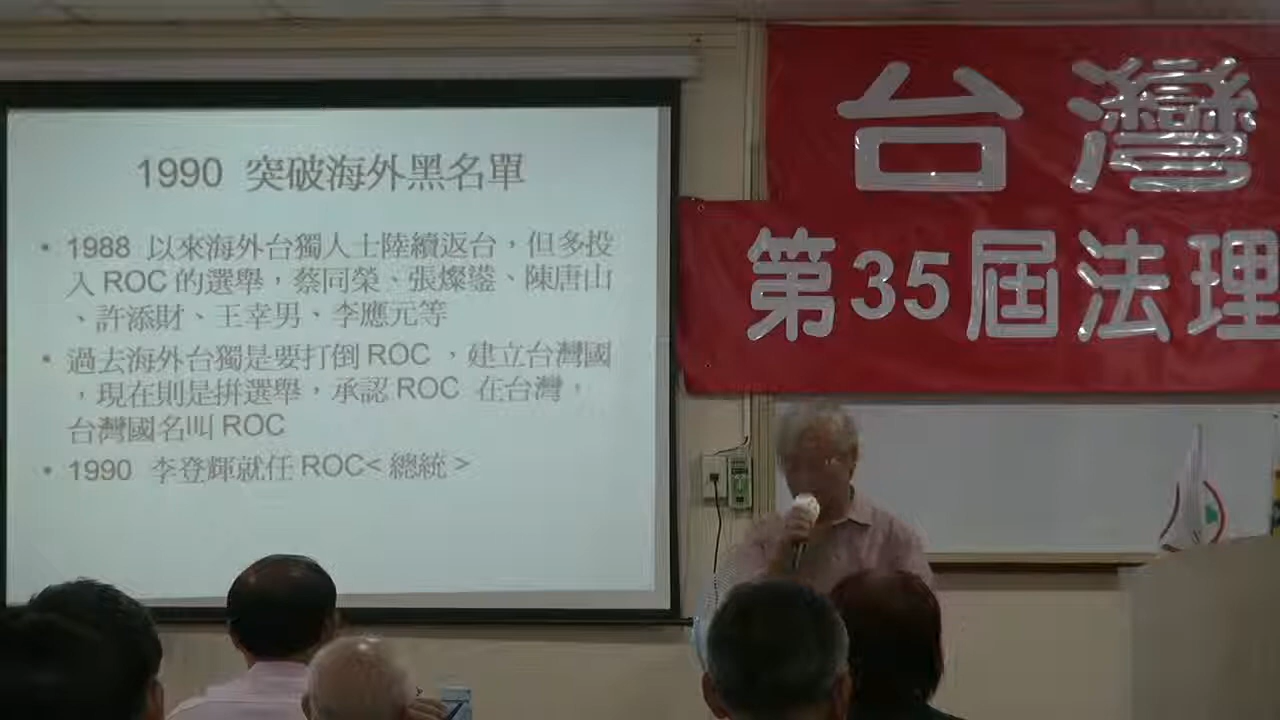 1990 突破海外黑名單
• 1988 以來海外台獨人士陸續返台，但多投
入 ROC 的選舉，蔡同榮、張燦鍙、陳唐山
、許添財、王幸男、李應元等
• 過去海外台獨是要打倒 ROC ，建立台灣國
，現在則是拚選舉，承認 ROC 在台灣，
台灣國名叫 ROC
• 1990 李登輝就任 ROC< 總統 >
台灣
第35屆法理